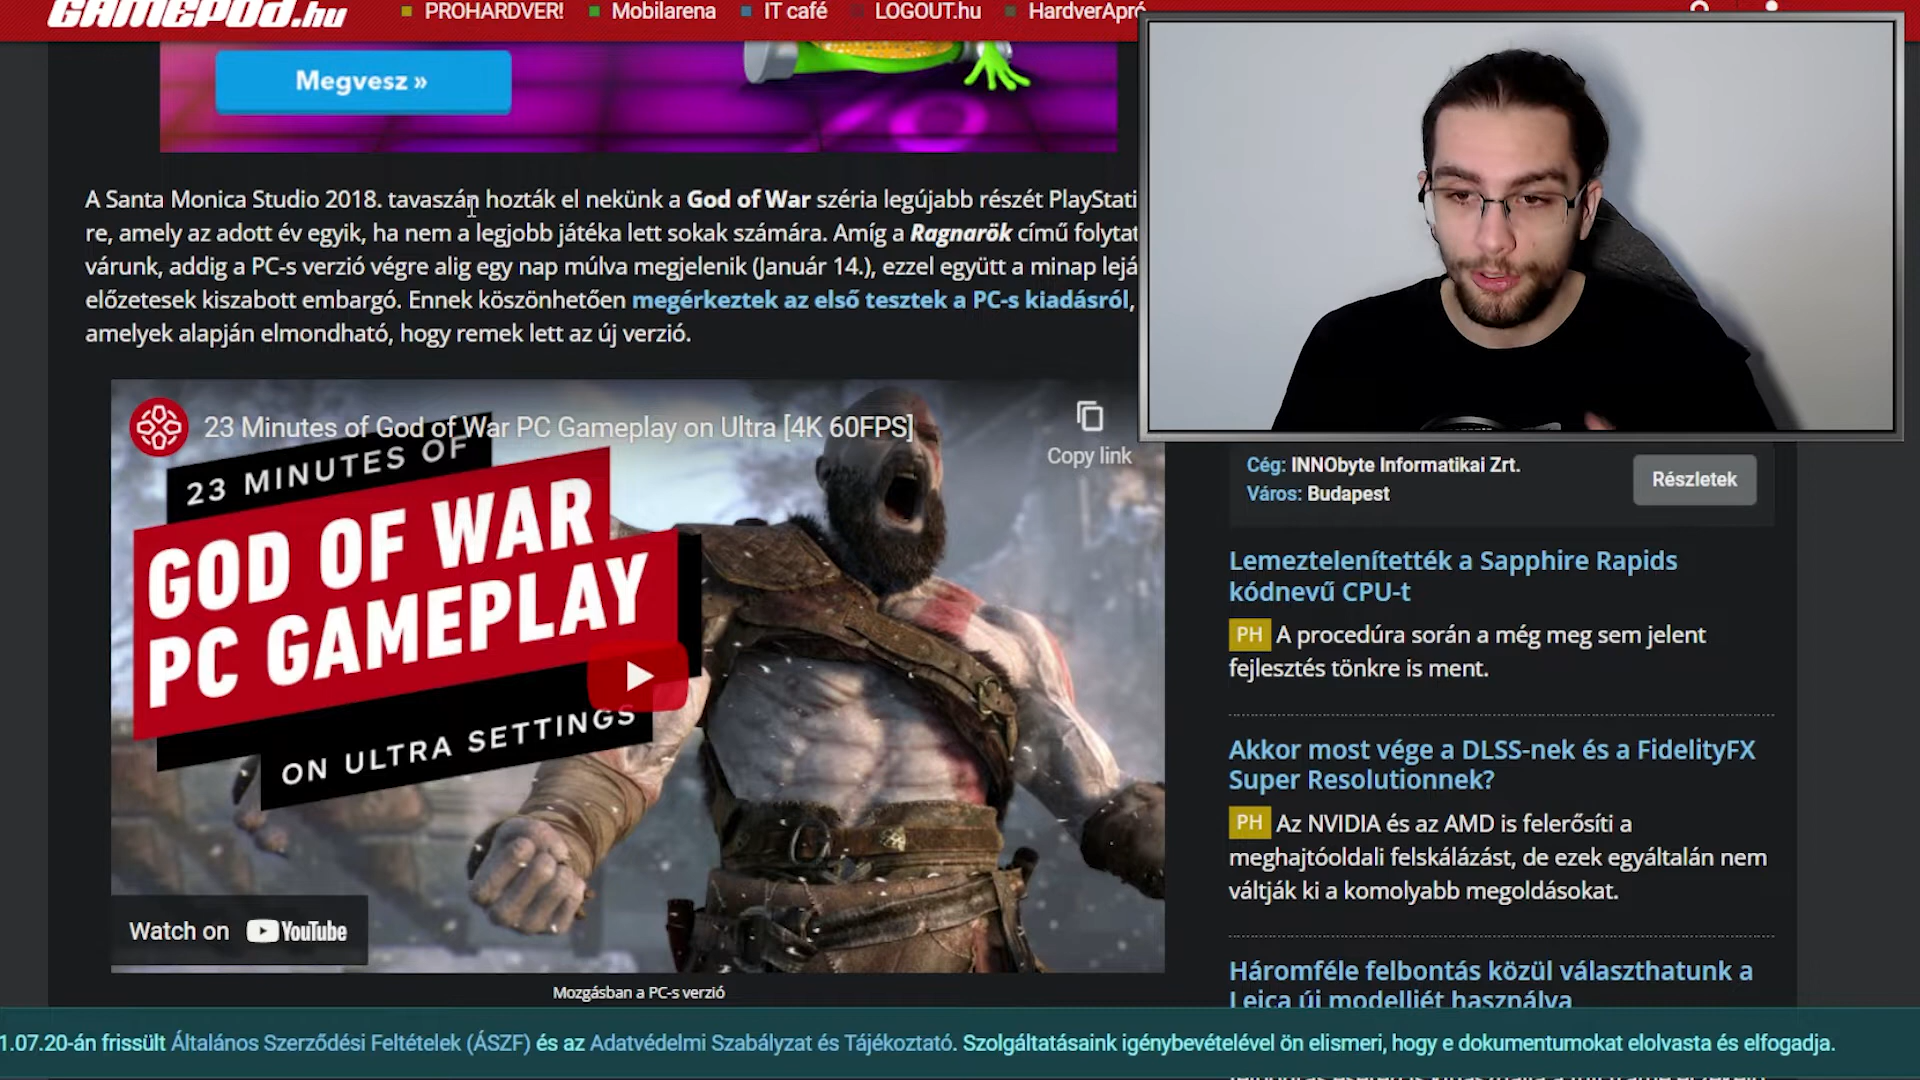 GAMEPOD.hu
PROHARDVER!
Mobilarena
IT café
LOGOUT.hu
HardverApró
Megvesz »
A Santa Monica Studio 2018. tavaszán hozták el nekünk a God of War széria legújabb részét PlayStati
re, amely az adott év egyik, ha nem a legjobb játéka lett sokak számára. Amíg a Ragnarök című folytat
várunk, addig a PC-s verzió végre alig egy nap múlva megjelenik (Január 14.), ezzel együtt a minap lejá
előzetesek kiszabott embargó. Ennek köszönhetően megérkeztek az első tesztek a PC-s kiadásról,
amelyek alapján elmondható, hogy remek lett az új verzió.
23 Minutes of God of War PC Gameplay on Ultra [4K 60FPS]
Copy link
23 MINUTES OF
GOD OF WAR
PC GAMEPLAY
ON ULTRA SETTINGS
Watch on YouTube
Mozgásban a PC-s verzió
Cég: INNObyte Informatikai Zrt.
Város: Budapest
Részletek
Lemeztelenítették a Sapphire Rapids
kódnevű CPU-t
PH A procedúra során a még meg sem jelent
fejlesztés tönkre is ment.
Akkor most vége a DLSS-nek és a FidelityFX
Super Resolutionnek?
PH Az NVIDIA és az AMD is felerősíti a
meghajtóoldali felskálázást, de ezek egyáltalán nem
váltják ki a komolyabb megoldásokat.
Háromféle felbontás közül választhatunk a
Leica új modelljét használva
1.07.20-án frissült Általános Szerződési Feltételek (ÁSZF) és az Adatvédelmi Szabályzat és Tájékoztató. Szolgáltatásaink igénybevételével ön elismeri, hogy e dokumentumokat elolvasta és elfogadja.